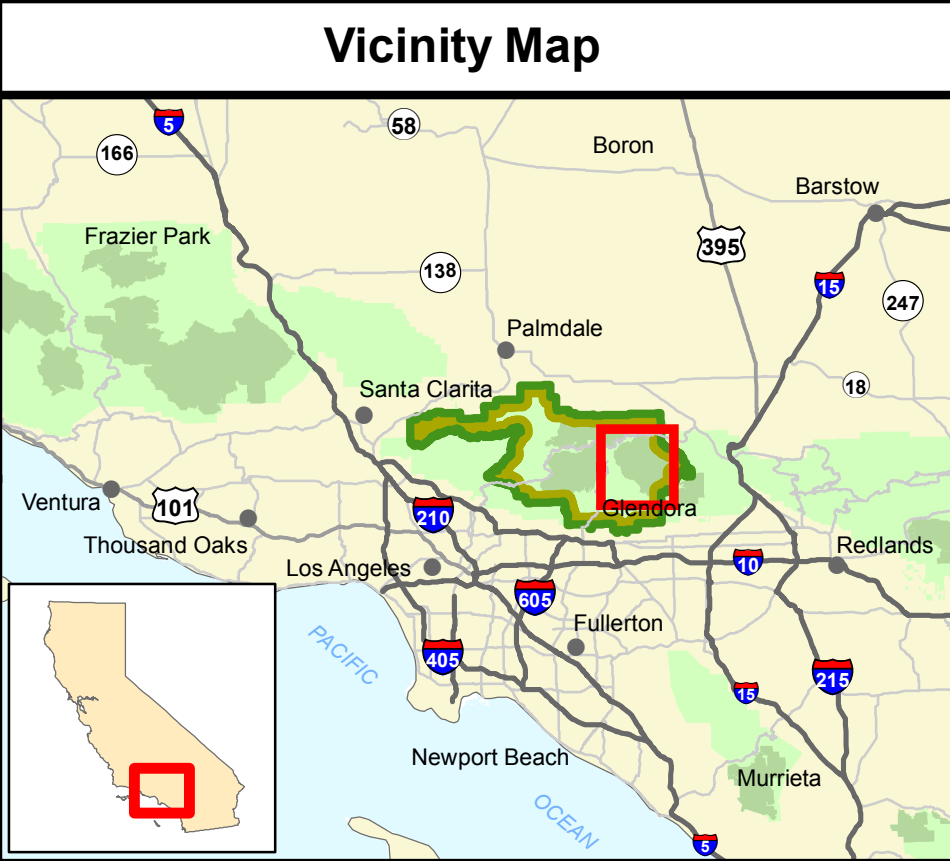 Vicinity Map
5
58
166
Boron
Barstow
Frazier Park
395
138
15
247
Palmdale
18
Santa Clarita
Ventura
101
210
Glendora
Thousand Oaks
Los Angeles
10
Redlands
605
Fullerton
PACIFIC
405
215
15
Newport Beach
Murrieta
OCEAN
5